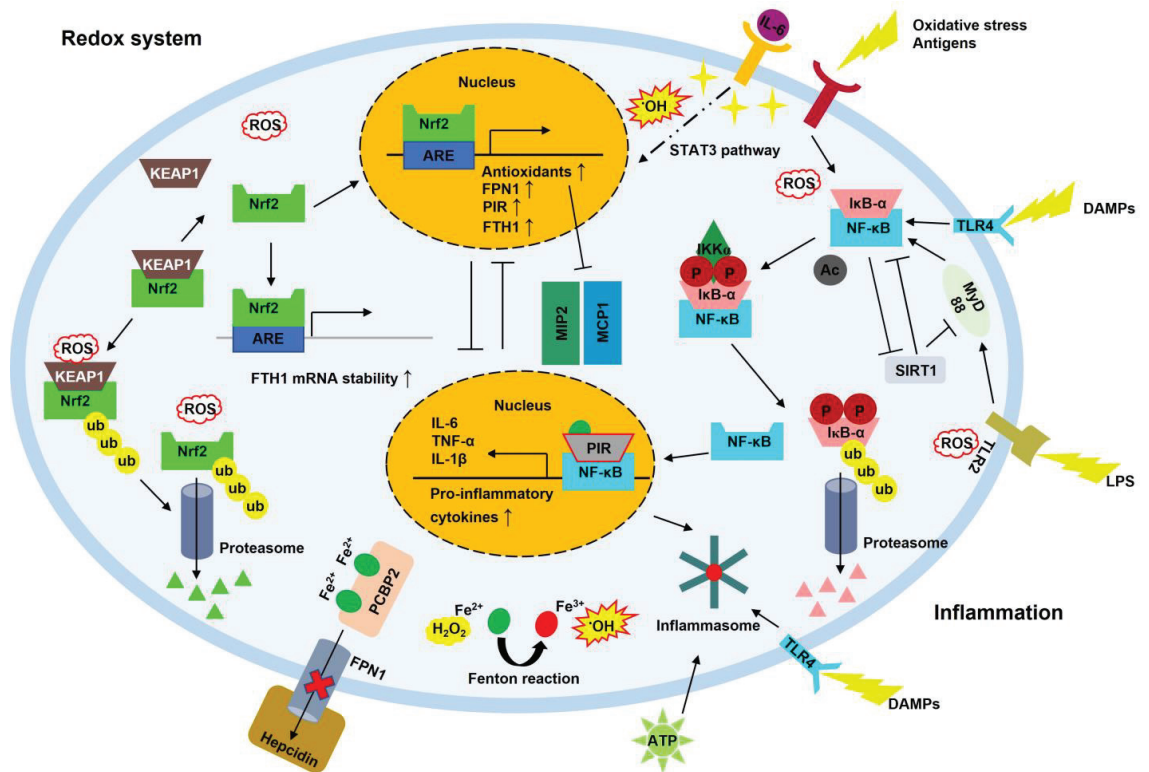 Redox system
IL-6
Oxidative stress
Antigens
Nucleus
•OH
ROS
Nrf2
ARE
STAT3 pathway
Antioxidants ↑
FPN1 ↑
PIR ↑
FTH1 ↑
KEAP1
Nrf2
ROS
IκB-α
NF-κB
TLR4
DAMPs
KEAP1
Nrf2
IKKα
P P
IκB-α
NF-κB
Ac
MyD
88
Nrf2
ARE
MIP2
MCP1
SIRT1
FTH1 mRNA stability ↑
ROS
KEAP1
Nrf2
ub
ub
ub
ROS
Nrf2
ub
ub
ub
Proteasome
Nucleus
IL-6
TNF-α
IL-1β
PIR
NF-κB
Pro-inflammatory
cytokines ↑
NF-κB
P P
IκB-α
ub
ub
ub
Proteasome
ROS
TLR2
LPS
Fe2+
Fe2+
PCBP2
FPN1
Hepcidin
H2O2
Fe2+
Fe3+
•OH
Fenton reaction
Inflammasome
Inflammation
TLR4
DAMPs
ATP